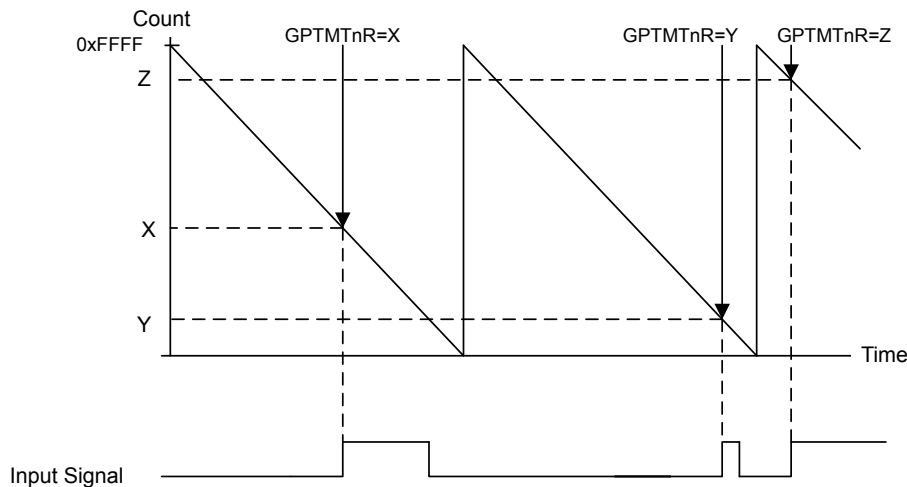 Count
0xFFFF
GPTMTnR=X
GPTMTnR=Y
GPTMTnR=Z
Z
X
Y
Time
Input Signal